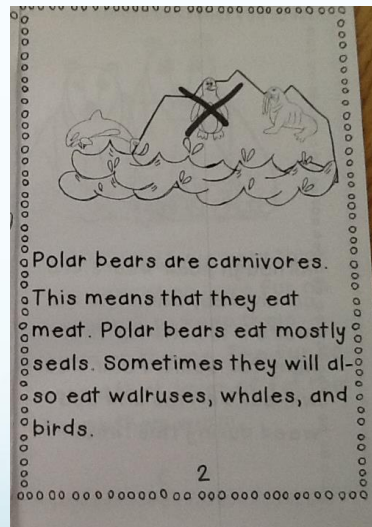 Polar bears are carnivores.
This means that they eat
meat. Polar bears eat mostly
seals. Sometimes they will al-
so eat walruses, whales, and
birds.
2